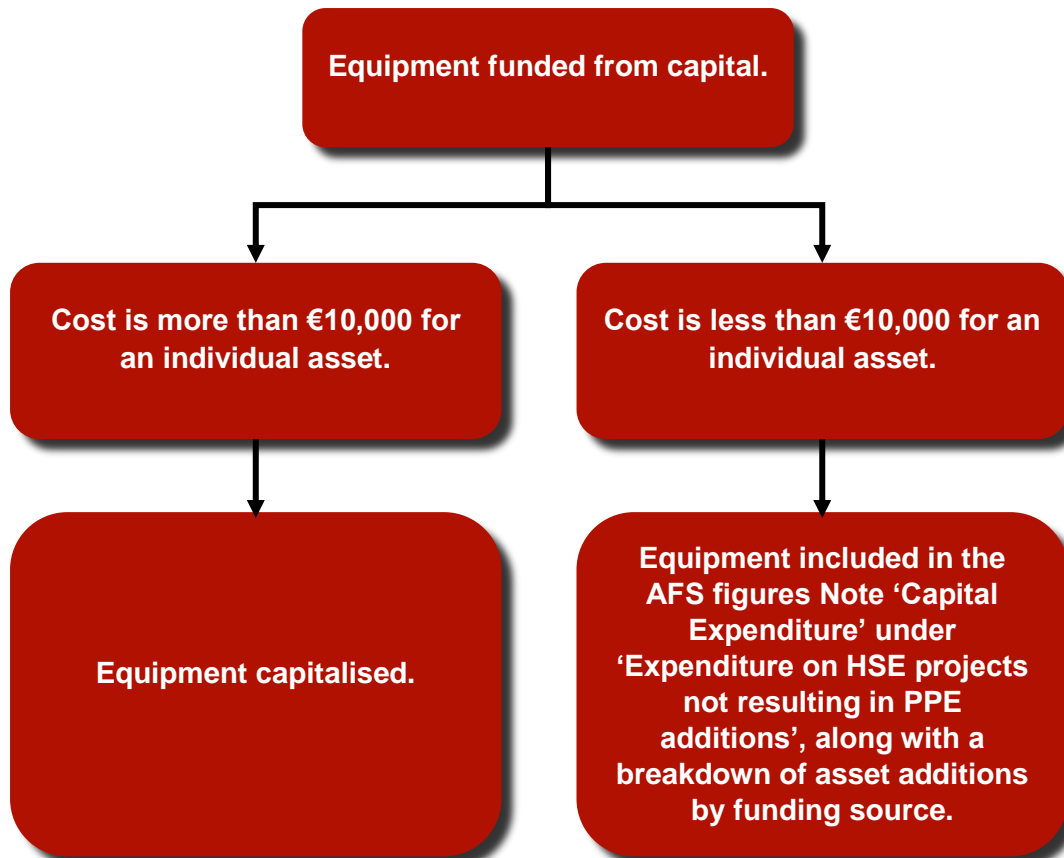 Equipment funded from capital.
Cost is more than €10,000 for
an individual asset.
Cost is less than €10,000 for an
individual asset.
Equipment capitalised.
Equipment included in the
AFS figures Note ‘Capital
Expenditure’ under
‘Expenditure on HSE projects
not resulting in PPE
additions’, along with a
breakdown of asset additions
by funding source.